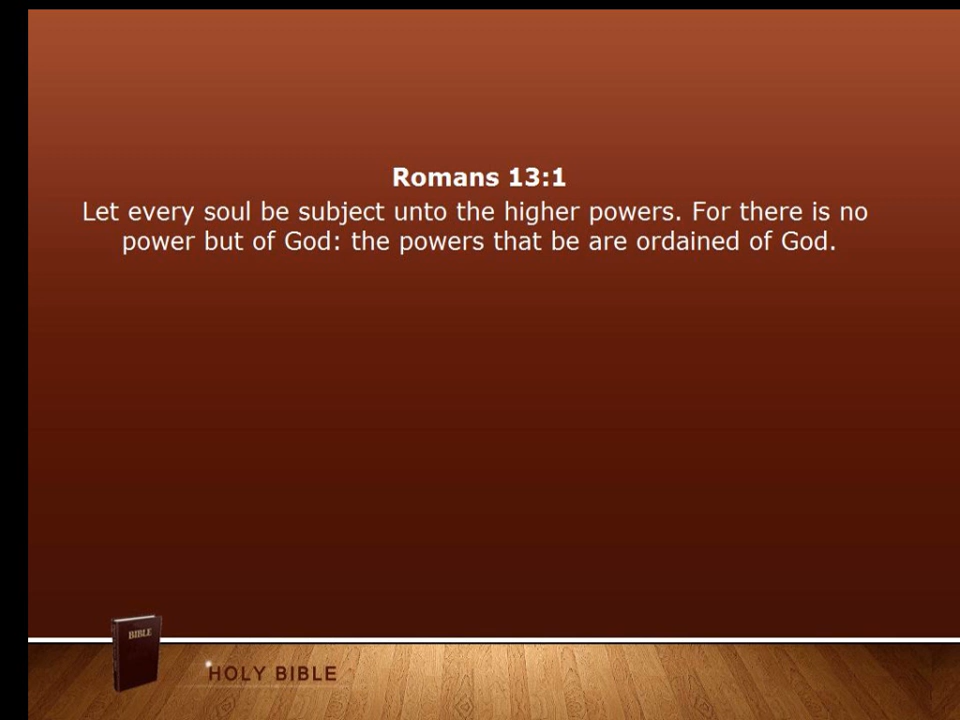 Romans 13:1
Let every soul be subject unto the higher powers. For there is no
power but of God: the powers that be are ordained of God.
BIBLE
HOLY BIBLE